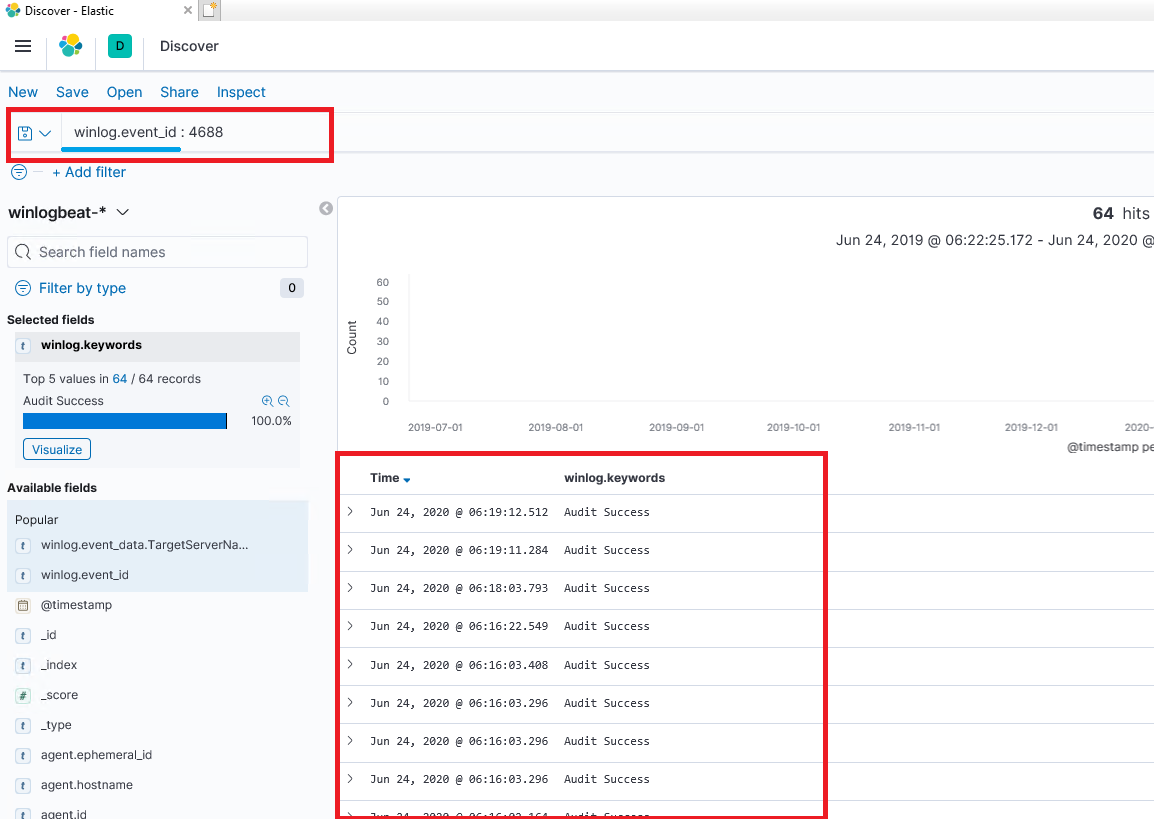 Discover - Elastic
D Discover
New Save Open Share Inspect
winlog.event_id : 4688
+ Add filter
winlogbeat-*
Search field names
Filter by type 0
Selected fields
t winlog.keywords
Top 5 values in 64 / 64 records
Audit Success
100.0%
Visualize
Available fields
Popular
t winlog.event_data.TargetServerNa...
t winlog.event_id
@timestamp
t _id
t _index
# _score
t _type
t agent.ephemeral_id
t agent.hostname
t agent.id
64 hits
Jun 24, 2019 @ 06:22:25.172 - Jun 24, 2020 @
Count
60
50
40
30
20
10
0
2019-07-01 2019-08-01 2019-09-01 2019-10-01 2019-11-01 2019-12-01 2020-
@timestamp pe
Time winlog.keywords
Jun 24, 2020 @ 06:19:12.512 Audit Success
Jun 24, 2020 @ 06:19:11.284 Audit Success
Jun 24, 2020 @ 06:18:03.793 Audit Success
Jun 24, 2020 @ 06:16:22.549 Audit Success
Jun 24, 2020 @ 06:16:03.408 Audit Success
Jun 24, 2020 @ 06:16:03.296 Audit Success
Jun 24, 2020 @ 06:16:03.296 Audit Success
Jun 24, 2020 @ 06:16:03.296 Audit Success
Jun 24, 2020 @ Audit Success